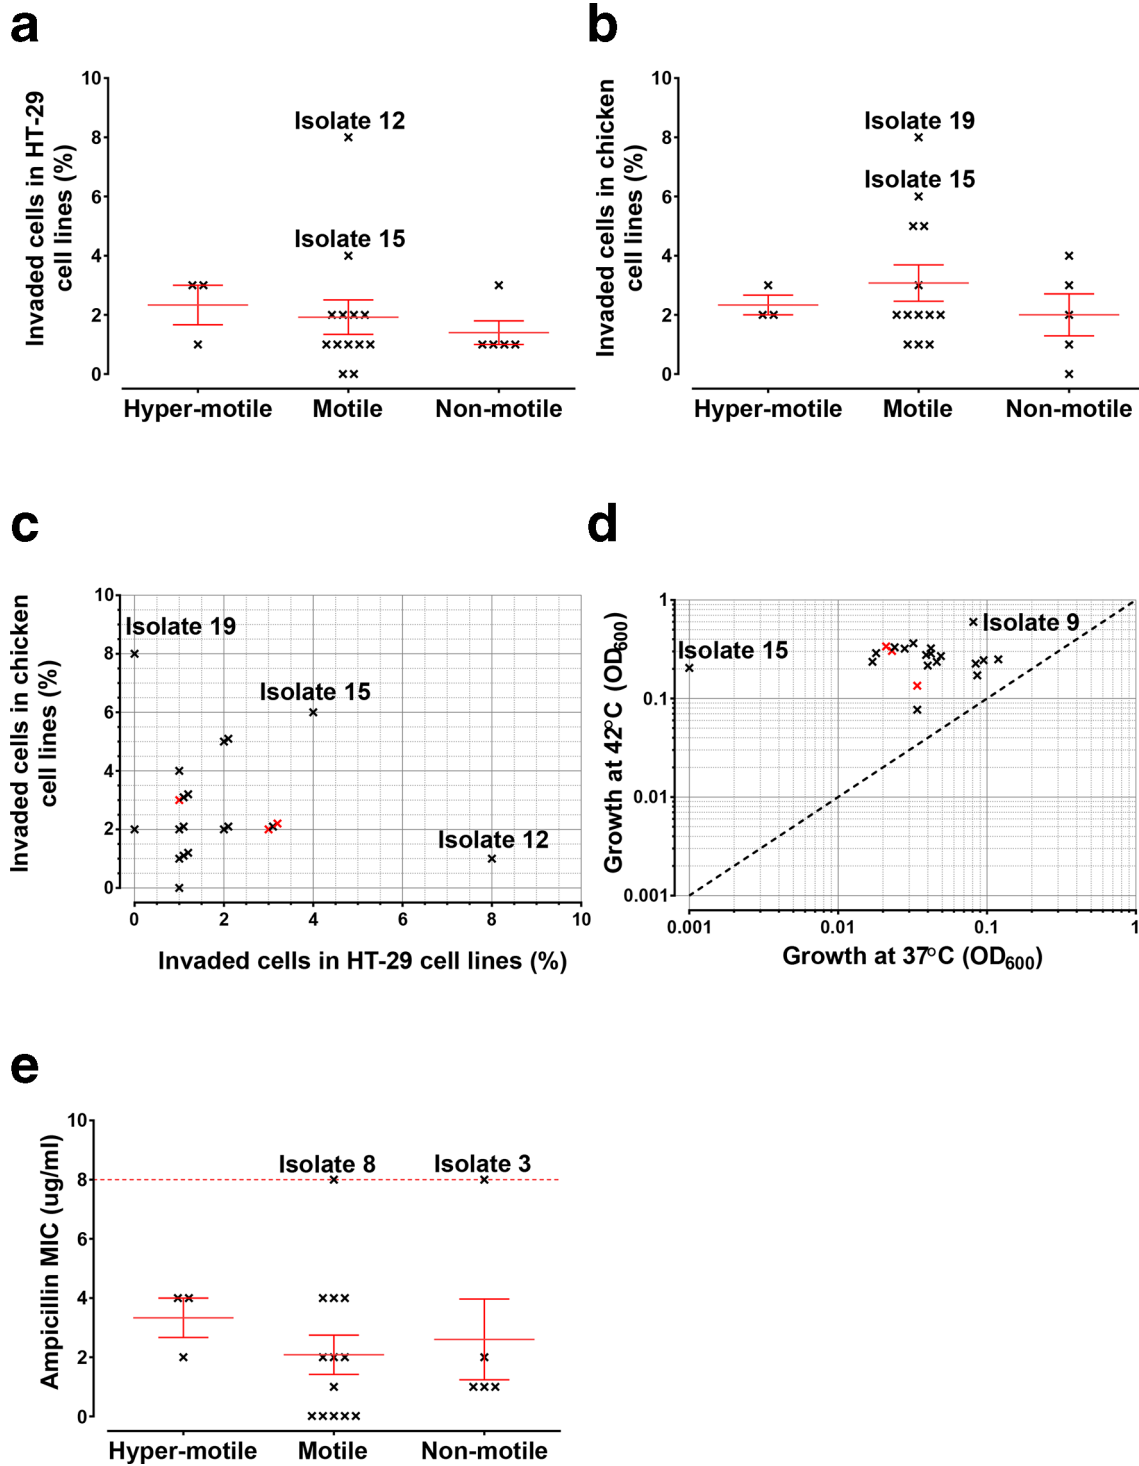 a
Invaded cells in HT-29
cell lines (%)
10
8
6
4
2
0
Isolate 12
Isolate 15
Hyper-motile
Motile
Non-motile
b
Invaded cells in chicken
cell lines (%)
10
8
6
4
2
0
Isolate 19
Isolate 15
Hyper-motile
Motile
Non-motile
c
Invaded cells in chicken
cell lines (%)
10
8
6
4
2
0
Isolate 19
Isolate 15
Isolate 12
0 2 4 6 8 10
Invaded cells in HT-29 cell lines (%)
d
Growth at 42°C (OD600)
1
0.1
0.01
0.001
Isolate 9
Isolate 15
0.001 0.01 0.1 1
Growth at 37°C (OD600)
e
Ampicillin MIC (ug/ml)
10
8
6
4
2
0
Isolate 8
Isolate 3
Hyper-motile
Motile
Non-motile